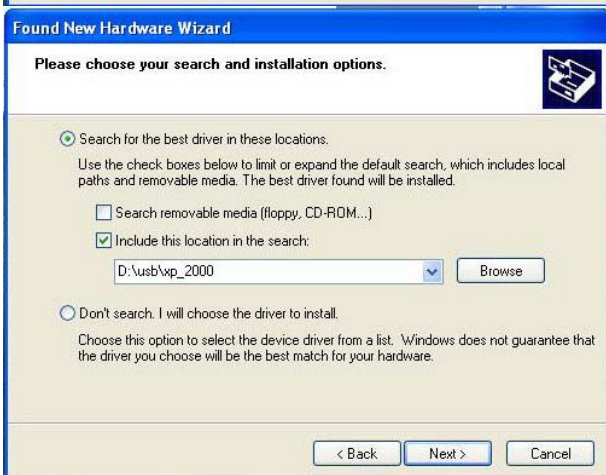 Found New Hardware Wizard
Please choose your search and installation options.
Search for the best driver in these locations.
Use the check boxes below to limit or expand the default search, which includes local
paths and removable media. The best driver found will be installed.
Search removable media (floppy, CD-ROM...)
Include this location in the search:
D:\usb\xp_2000
Browse
Don't search. I will choose the driver to install.
Choose this option to select the device driver from a list.  Windows does not guarantee that
the driver you choose will be the best match for your hardware.
< Back
Next >
Cancel